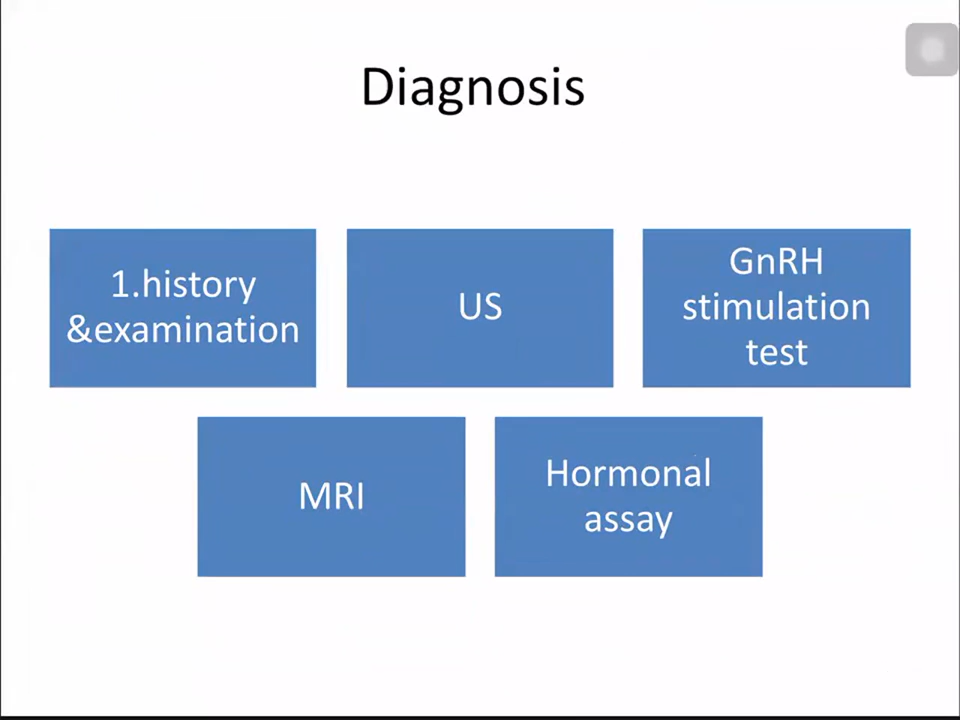 Diagnosis
1.history
&examination
US
GnRH
stimulation
test
MRI
Hormonal
assay